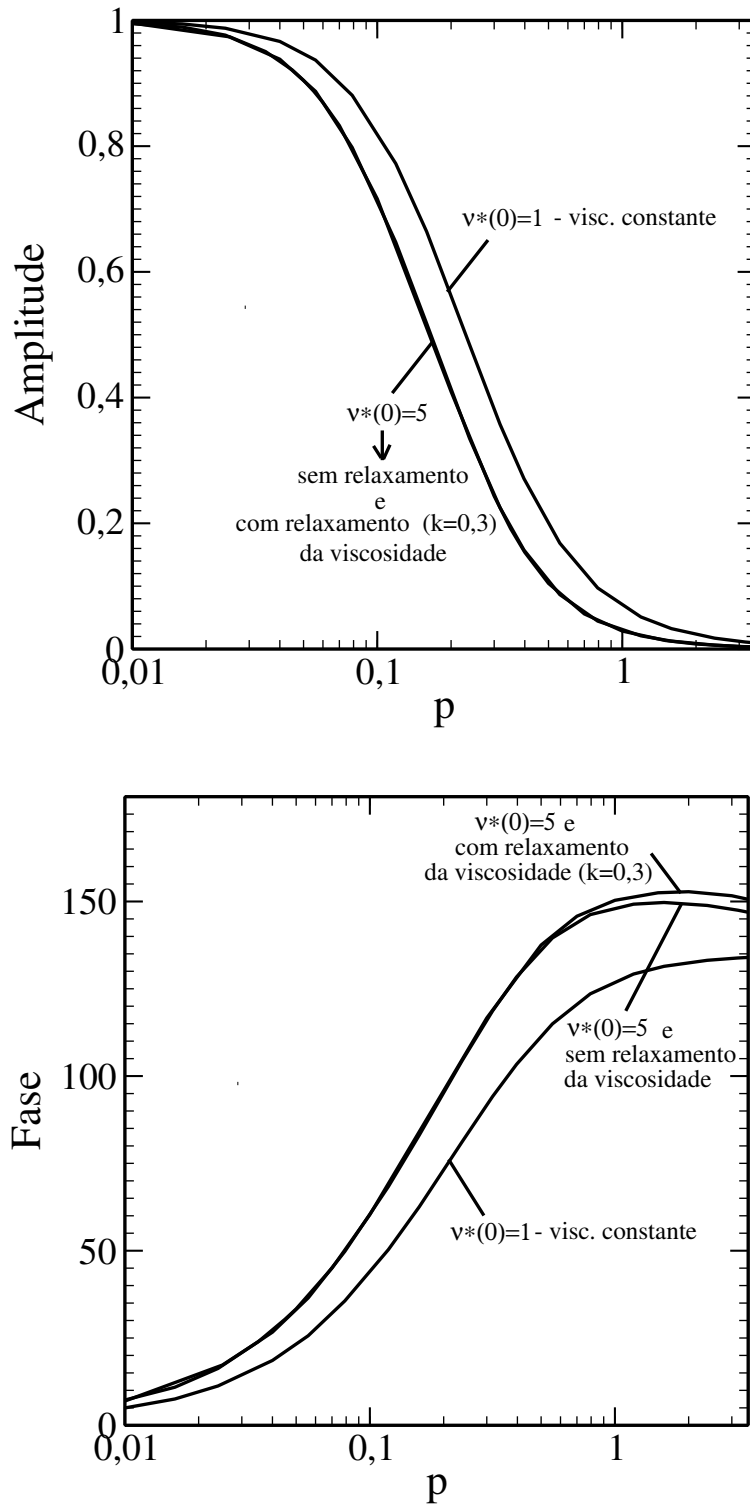 1
0,8
0,6
0,4
0,2
0
Amplitude
ν*(0)=1 - visc. constante
ν*(0)=5
sem relaxamento
e
com relaxamento (k=0,3)
da viscosidade
0,01
0,1
1
p
150
100
50
0
Fase
ν*(0)=5 e
com relaxamento
da viscosidade (k=0,3)
ν*(0)=5 e
sem relaxamento
da viscosidade
ν*(0)=1 - visc. constante
0,01
0,1
1
p